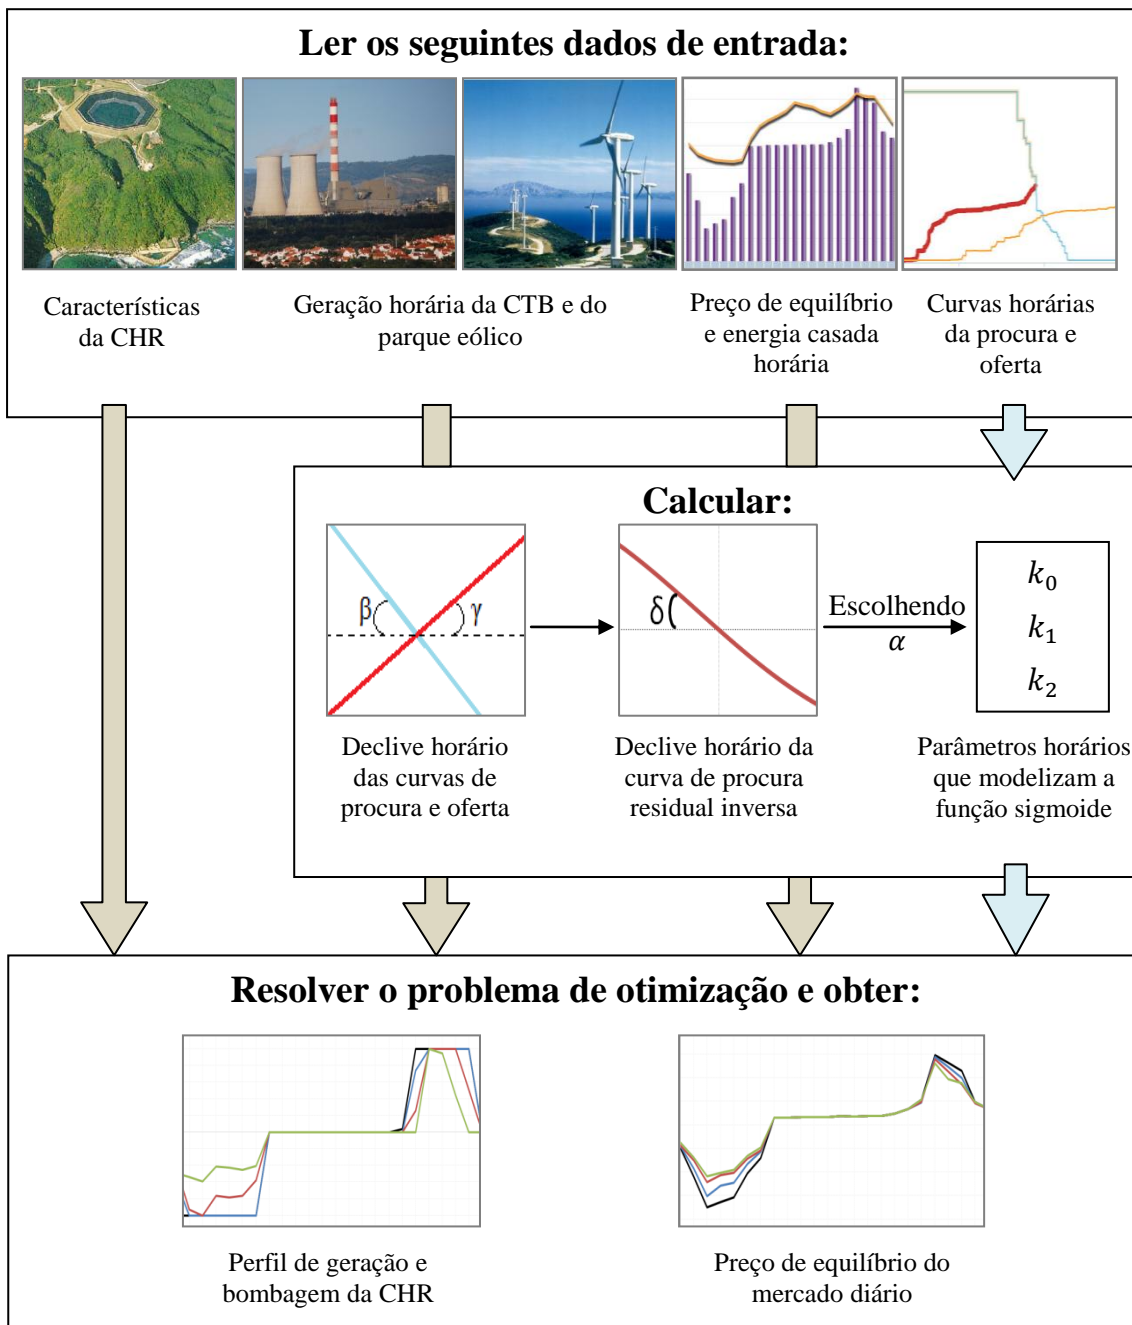 Ler os seguintes dados de entrada:
Características
da CHR
Geração horária da CTB e do
parque eólico
Preço de equilíbrio
e energia casada
horária
Curvas horárias
da procura e
oferta
Calcular:
β
γ
δ
Escolhendo
α
k0
k1
k2
Declive horário
das curvas de
procura e oferta
Declive horário da
curva de procura
residual inversa
Parâmetros horários
que modelizam a
função sigmoide
Resolver o problema de otimização e obter:
Perfil de geração e
bombagem da CHR
Preço de equilíbrio do
mercado diário